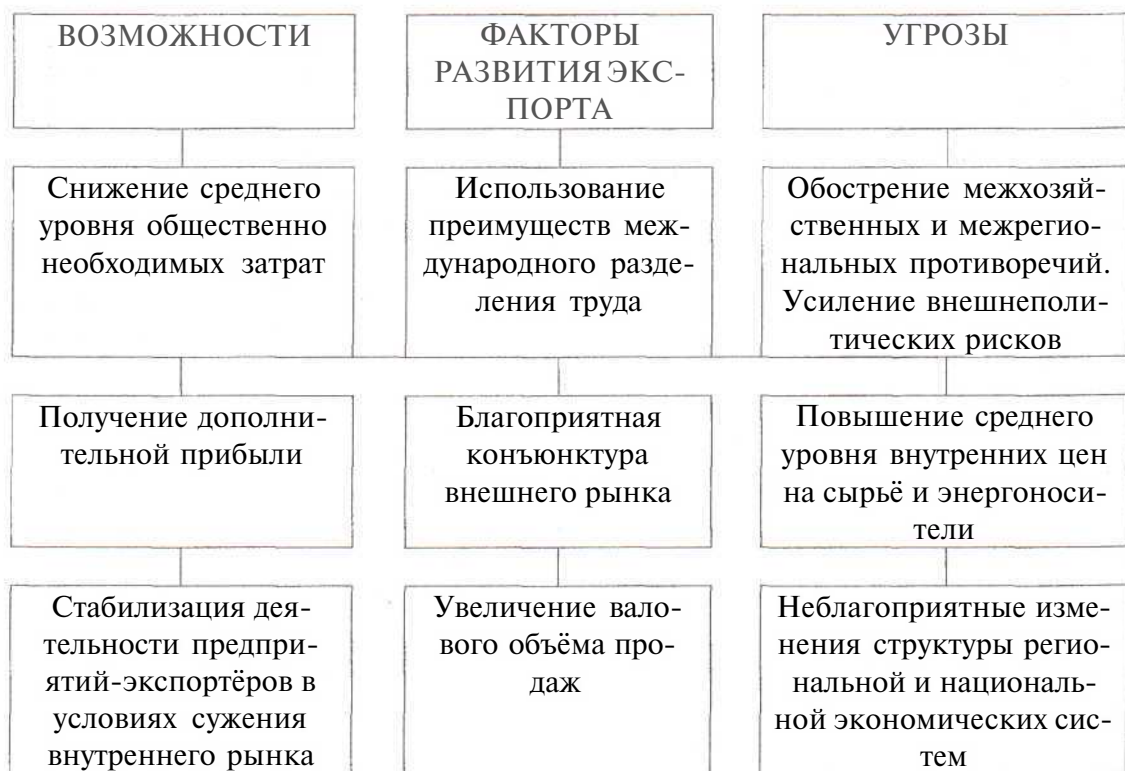 ВОЗМОЖНОСТИ
ФАКТОРЫ
РАЗВИТИЯ ЭКС-
ПОРТА
УГРОЗЫ
Снижение среднего
уровня общественно
необходимых затрат
Использование
преимуществ меж-
дународного разде-
ления труда
Обострение межхозяй-
ственных и межрегио-
нальных противоречий.
Усиление внешнеполи-
тических рисков
Получение дополни-
тельной прибыли
Благоприятная
конъюнктура
внешнего рынка
Повышение среднего
уровня внутренних цен
на сырьё и энергоноси-
тели
Стабилизация дея-
тельности предпри-
ятий-экспортёров в
условиях сужения
внутреннего рынка
Увеличение вало-
вого объёма про-
даж
Неблагоприятные изме-
нения структуры регио-
нальной и националь-
ной экономических сис-
тем